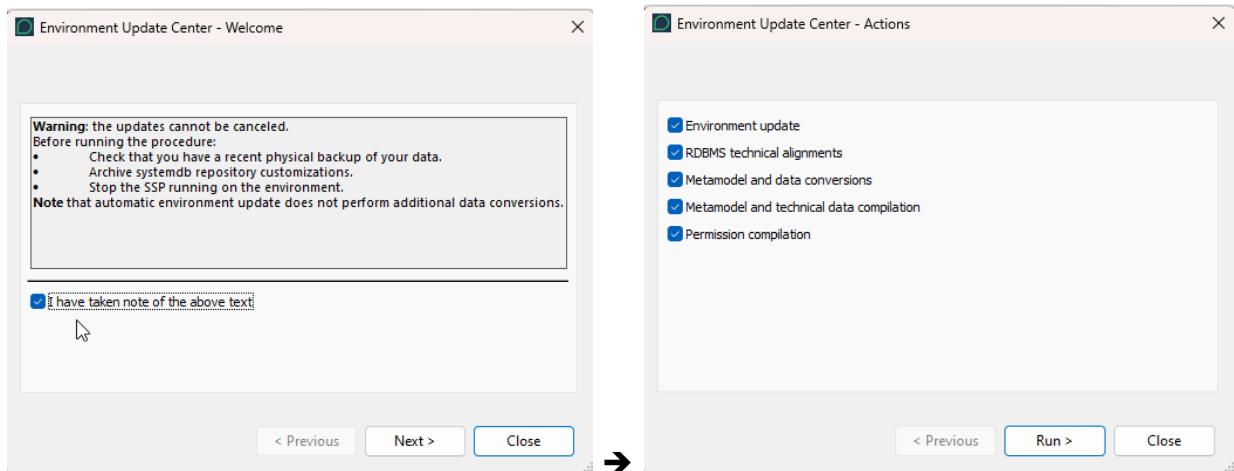 Environment Update Center - Welcome
Warning: the updates cannot be canceled.
Before running the procedure:
• Check that you have a recent physical backup of your data.
• Archive systemdb repository customizations.
• Stop the SSP running on the environment.
Note that automatic environment update does not perform additional data conversions.
I have taken note of the above text
< Previous Next > Close
Environment Update Center - Actions
Environment update
RDBMS technical alignments
Metamodel and data conversions
Metamodel and technical data compilation
Permission compilation
< Previous Run > Close